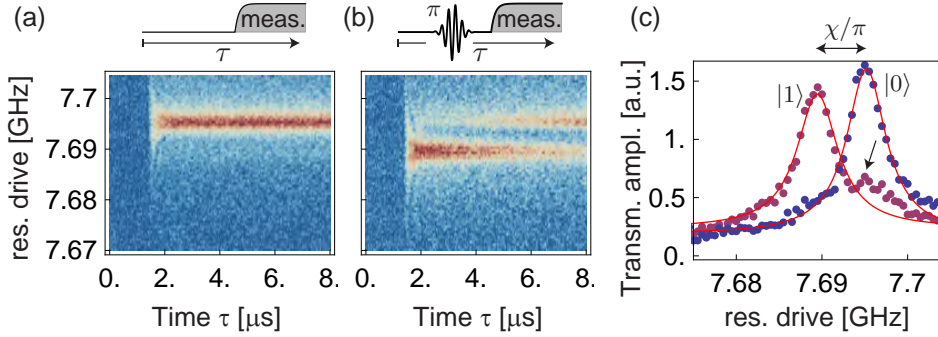 (a)
meas.
τ
(b)
π
meas.
τ
(c)
χ/π
res. drive [GHz]
7.7
7.69
7.68
7.67
0. 2. 4. 6. 8.
Time τ [μs]
0. 2. 4. 6. 8.
Time τ [μs]
Transm. ampl. [a.u.]
1.5
1.
0.5
0.
|1⟩
|0⟩
7.68 7.69 7.7
res. drive [GHz]